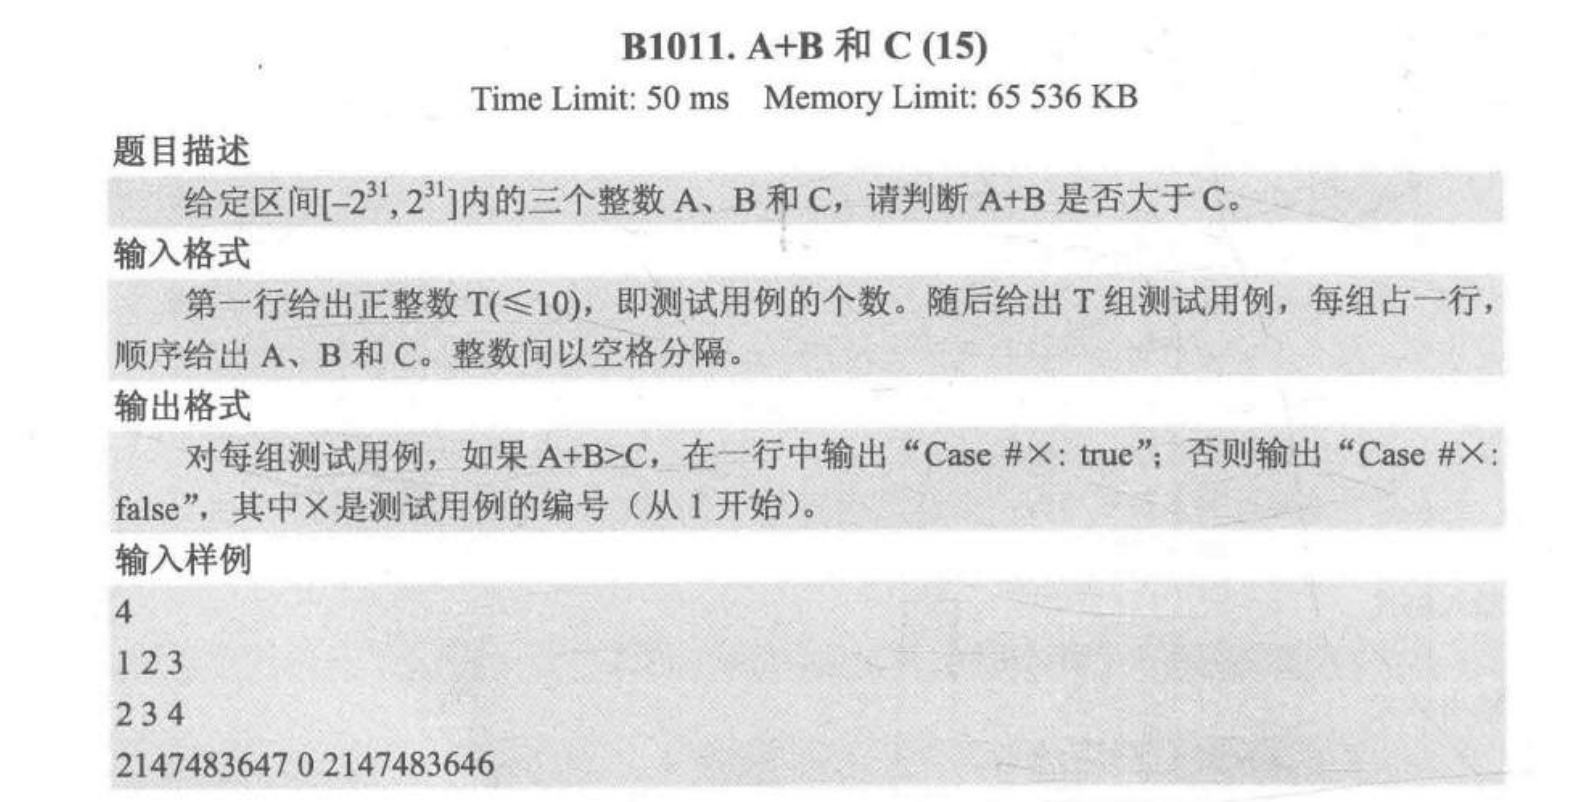 B1011. A+B 和 C (15)
Time Limit: 50 ms Memory Limit: 65 536 KB
题目描述
给定区间[–2³¹, 2³¹]内的三个整数 A、B 和 C，请判断 A+B 是否大于 C。
输入格式
第一行给出正整数 T(≤10)，即测试用例的个数。随后给出 T 组测试用例，每组占一行，
顺序给出 A、B 和 C。整数间以空格分隔。
输出格式
对每组测试用例，如果 A+B>C，在一行中输出“Case #×: true”；否则输出“Case #×:
false”，其中×是测试用例的编号（从 1 开始）。
输入样例
4
1 2 3
2 3 4
2147483647 0 2147483646